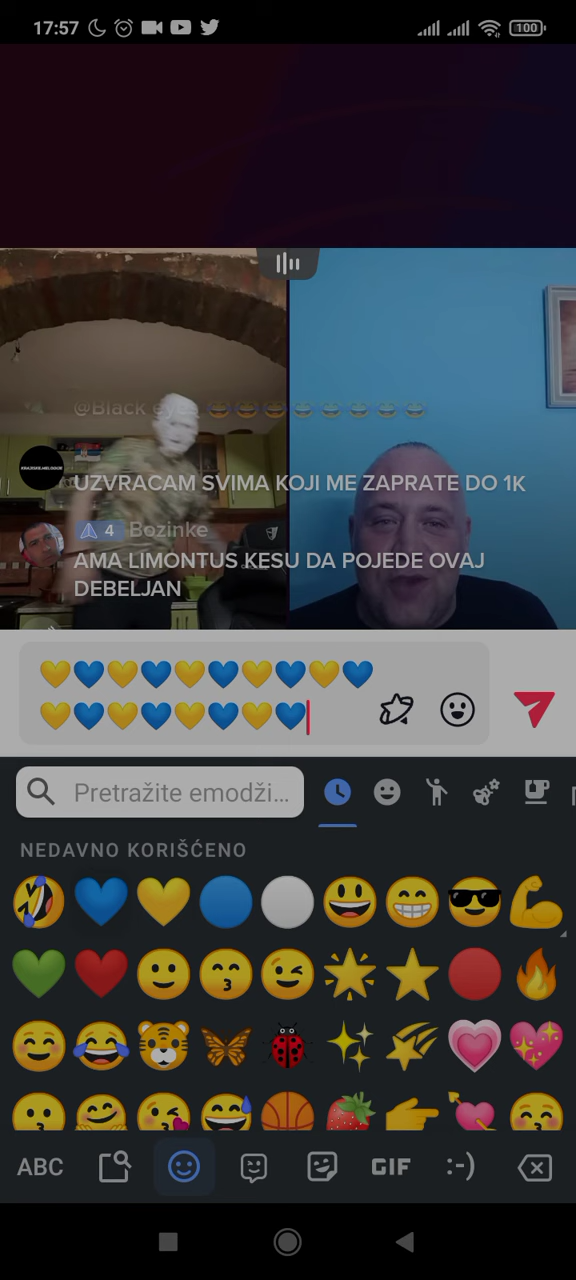 17:57
100
@Black eyes
UZVRACAM SVIMA KOJI ME ZAPRATE DO 1K
4 Bozinke
AMA LIMONTUS KESU DA POJEDE OVAJ
DEBELJAN
Pretražite emodži...
NEDAVNO KORIŠĆENO
ABC
GIF
:-)